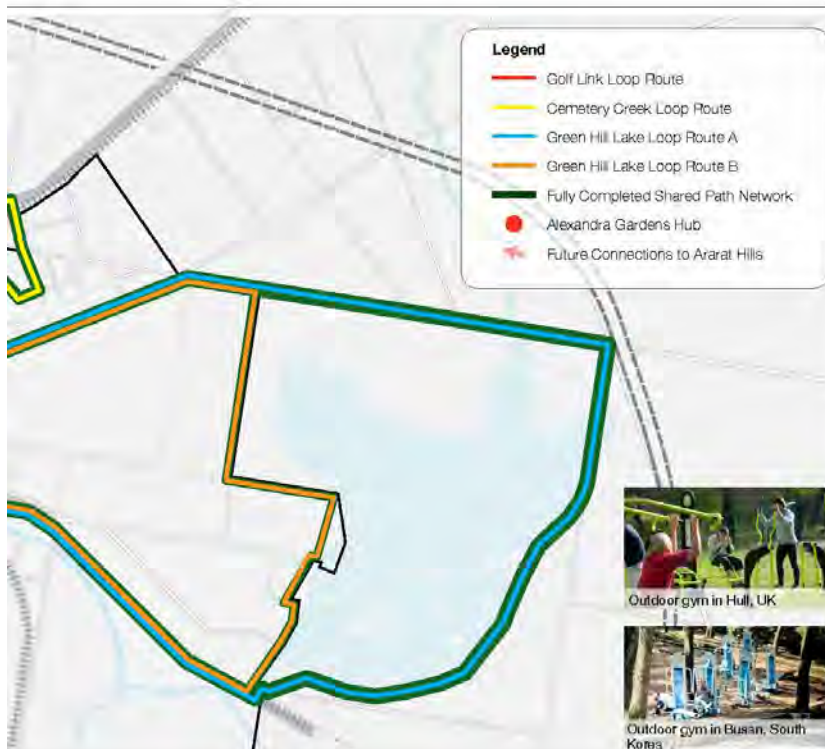 Legend
Golf Link Loop Route
Cemetery Creek Loop Route
Green Hill Lake Loop Route A
Green Hill Lake Loop Route B
Fully Completed Shared Path Network
Alexandra Gardens Hub
Future Connections to Ararat Hills
Outdoor gym in Hull, UK
Outdoor gym in Busan, South
Korea